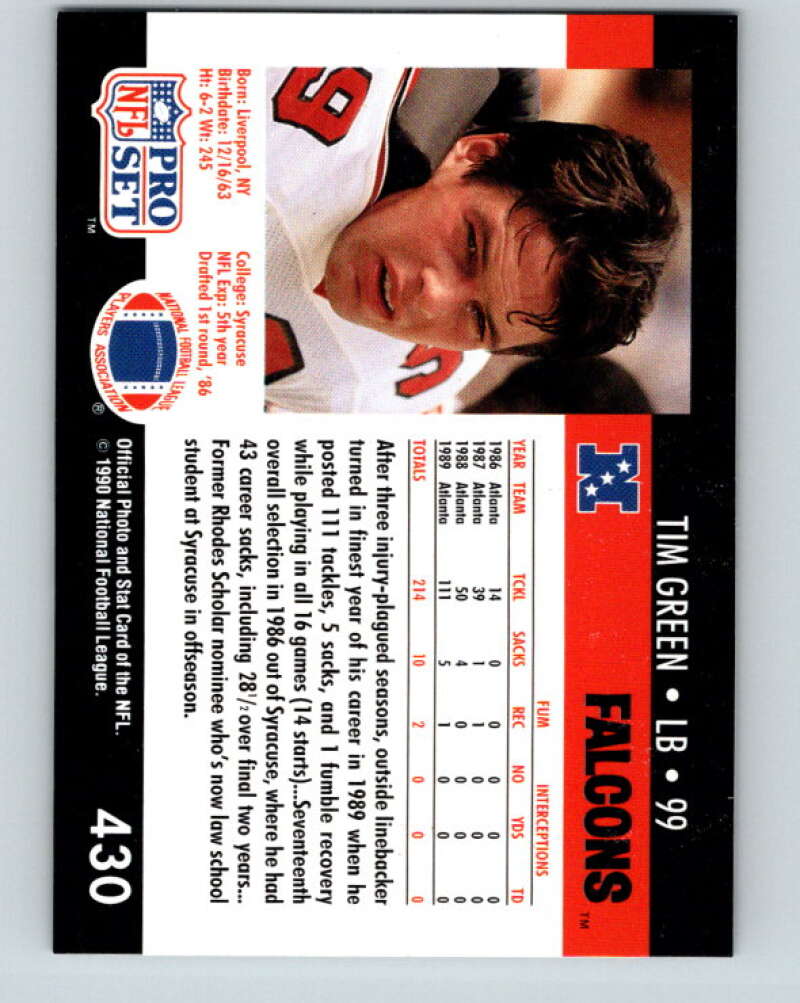 TIM GREEN • LB • 99
N
FALCONS™
9
Born: Liverpool, NY
Birthdate: 12/16/63
Ht: 6-2 Wt: 245
College: Syracuse
NFL Exp: 5th year
Drafted 1st round, '86
FUM INTERCEPTIONS
YEAR TEAM TCKL SACKS REC NO YDS TD
1986 Atlanta 14 0 0 0 0 0
1987 Atlanta 39 1 1 0 0 0
1988 Atlanta 50 4 0 0 0 0
1989 Atlanta 111 5 1 0 0 0
TOTALS 214 10 2 0 0 0
After three injury-plagued seasons, outside linebacker
turned in finest year of his career in 1989 when he
posted 111 tackles, 5 sacks, and 1 fumble recovery
while playing in all 16 games (14 starts)...Seventeenth
overall selection in 1986 out of Syracuse, where he had
43 career sacks, including 28 1/2 over final two years...
Former Rhodes Scholar nominee who's now law school
student at Syracuse in offseason.
NFL
PRO
SET
™
NATIONAL FOOTBALL LEAGUE
PLAYERS ASSOCIATION
®
Official Photo and Stat Card of the NFL.
© 1990 National Football League.
430